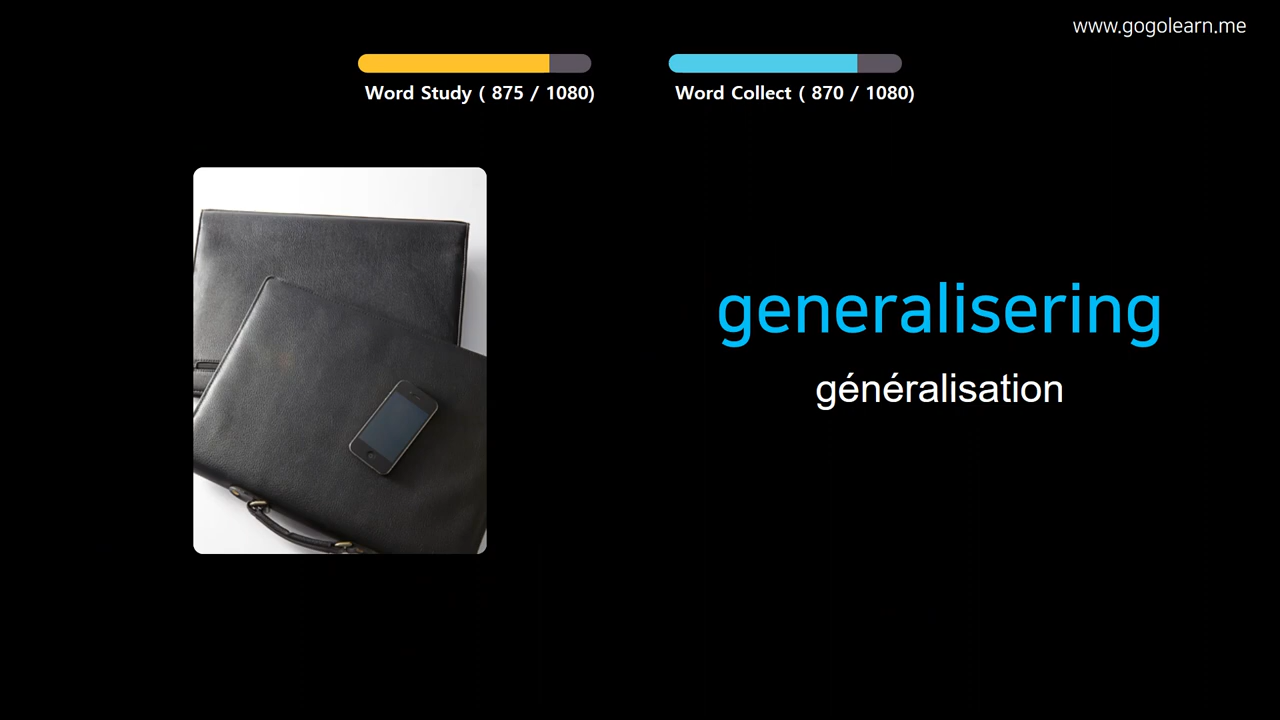 www.gogolearn.me
Word Study ( 875 / 1080)
Word Collect ( 870 / 1080)
generalisering
généralisation